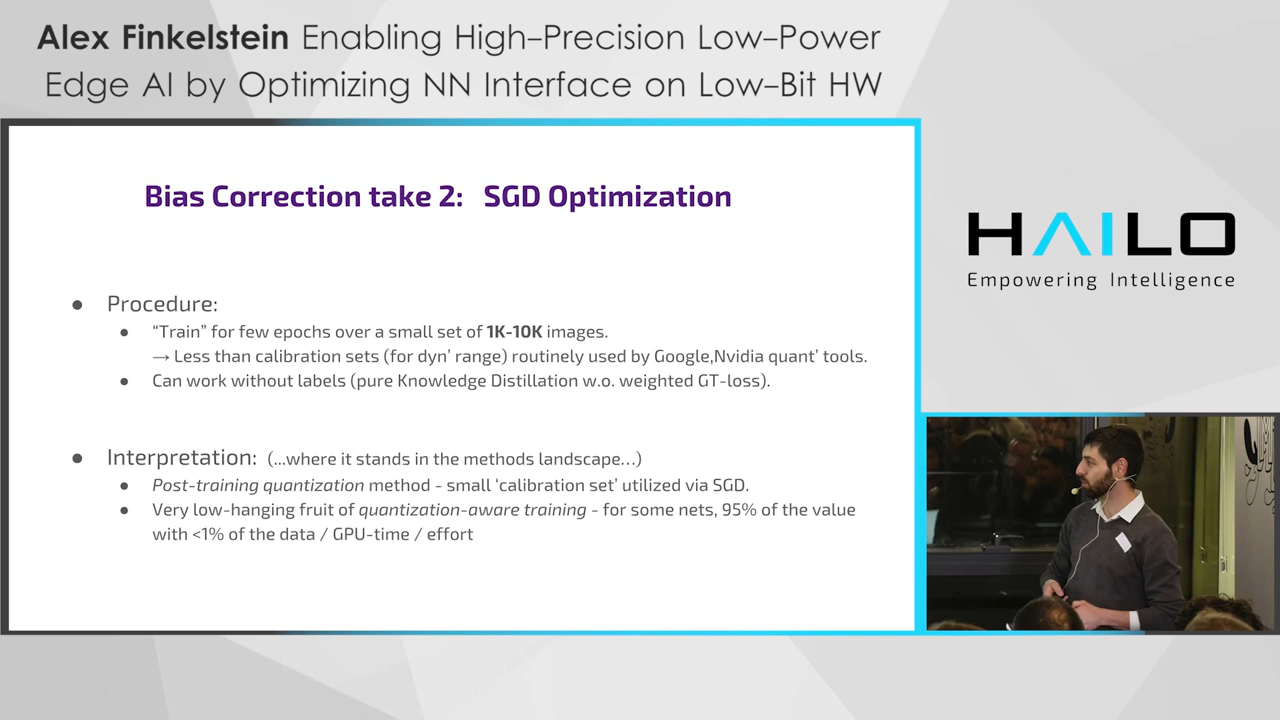 Alex Finkelstein Enabling High-Precision Low-Power
Edge AI by Optimizing NN Interface on Low-Bit HW
Bias Correction take 2: SGD Optimization
● Procedure:
● “Train” for few epochs over a small set of 1K-10K images.
→ Less than calibration sets (for dyn’ range) routinely used by Google,Nvidia quant’ tools.
● Can work without labels (pure Knowledge Distillation w.o. weighted GT-loss).
● Interpretation: (...where it stands in the methods landscape...)
● Post-training quantization method - small ‘calibration set’ utilized via SGD.
● Very low-hanging fruit of quantization-aware training - for some nets, 95% of the value
with <1% of the data / GPU-time / effort
HAILO
Empowering Intelligence